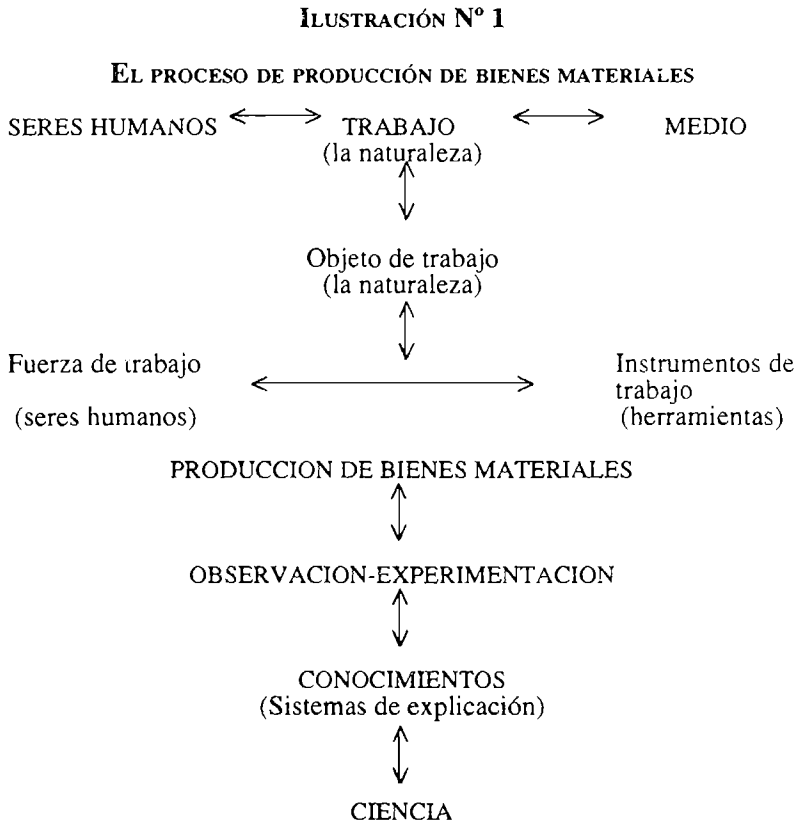 ILUSTRACIÓN Nº 1
EL PROCESO DE PRODUCCIÓN DE BIENES MATERIALES
SERES HUMANOS TRABAJO MEDIO
(la naturaleza)
Objeto de trabajo
(la naturaleza)
Fuerza de trabajo Instrumentos de
trabajo
(seres humanos) (herramientas)
PRODUCCION DE BIENES MATERIALES
OBSERVACION-EXPERIMENTACION
CONOCIMIENTOS
(Sistemas de explicación)
CIENCIA